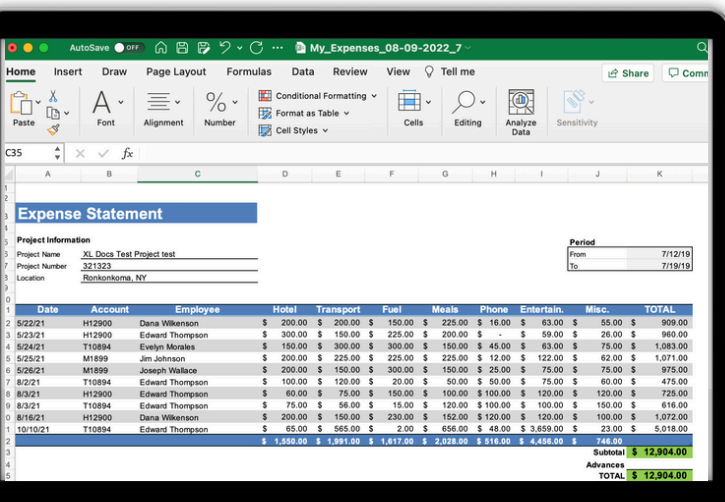 AutoSave OFF ··· My_Expenses_08-09-2022_7
Home Insert Draw Page Layout Formulas Data Review View Tell me Share Comm
Paste Font Alignment Number Conditional Formatting Format as Table Cell Styles Cells Editing Analyze Data Sensitivity
C35 fx
A B C D E F G H I J K
Expense Statement
Project Information Period
Project Name XL Docs Test Project test From 7/12/19
Project Number 321323 To 7/19/19
Location Ronkonkoma, NY
Date Account Employee Hotel Transport Fuel Meals Phone Entertain. Misc. TOTAL
5/22/21 H12900 Dana Wilkenson $ 200.00 $ 200.00 $ 150.00 $ 225.00 $ 16.00 $ 63.00 $ 55.00 $ 909.00
5/23/21 H12900 Edward Thompson $ 300.00 $ 150.00 $ 225.00 $ 200.00 $ - $ 59.00 $ 26.00 $ 960.00
5/24/21 T10894 Evelyn Morales $ 150.00 $ 300.00 $ 300.00 $ 150.00 $ 45.00 $ 63.00 $ 75.00 $ 1,083.00
5/25/21 M1899 Jim Johnson $ 200.00 $ 225.00 $ 225.00 $ 225.00 $ 12.00 $ 122.00 $ 62.00 $ 1,071.00
5/26/21 M1899 Joseph Wallace $ 200.00 $ 150.00 $ 300.00 $ 150.00 $ 25.00 $ 75.00 $ 75.00 $ 975.00
8/2/21 T10894 Edward Thompson $ 100.00 $ 120.00 $ 20.00 $ 50.00 $ 50.00 $ 75.00 $ 60.00 $ 475.00
8/3/21 H12900 Edward Thompson $ 60.00 $ 75.00 $ 150.00 $ 100.00 $ 100.00 $ 120.00 $ 120.00 $ 725.00
8/3/21 T10894 Edward Thompson $ 75.00 $ 56.00 $ 15.00 $ 120.00 $ 100.00 $ 100.00 $ 150.00 $ 616.00
8/16/21 H12900 Dana Wilkenson $ 200.00 $ 150.00 $ 230.00 $ 152.00 $ 120.00 $ 120.00 $ 100.00 $ 1,072.00
10/10/21 T10894 Edward Thompson $ 65.00 $ 565.00 $ 2.00 $ 656.00 $ 48.00 $ 3,659.00 $ 23.00 $ 5,018.00
$ 1,550.00 $ 1,991.00 $ 1,617.00 $ 2,028.00 $ 516.00 $ 4,456.00 $ 746.00
Subtotal $ 12,904.00
Advances
TOTAL $ 12,904.00